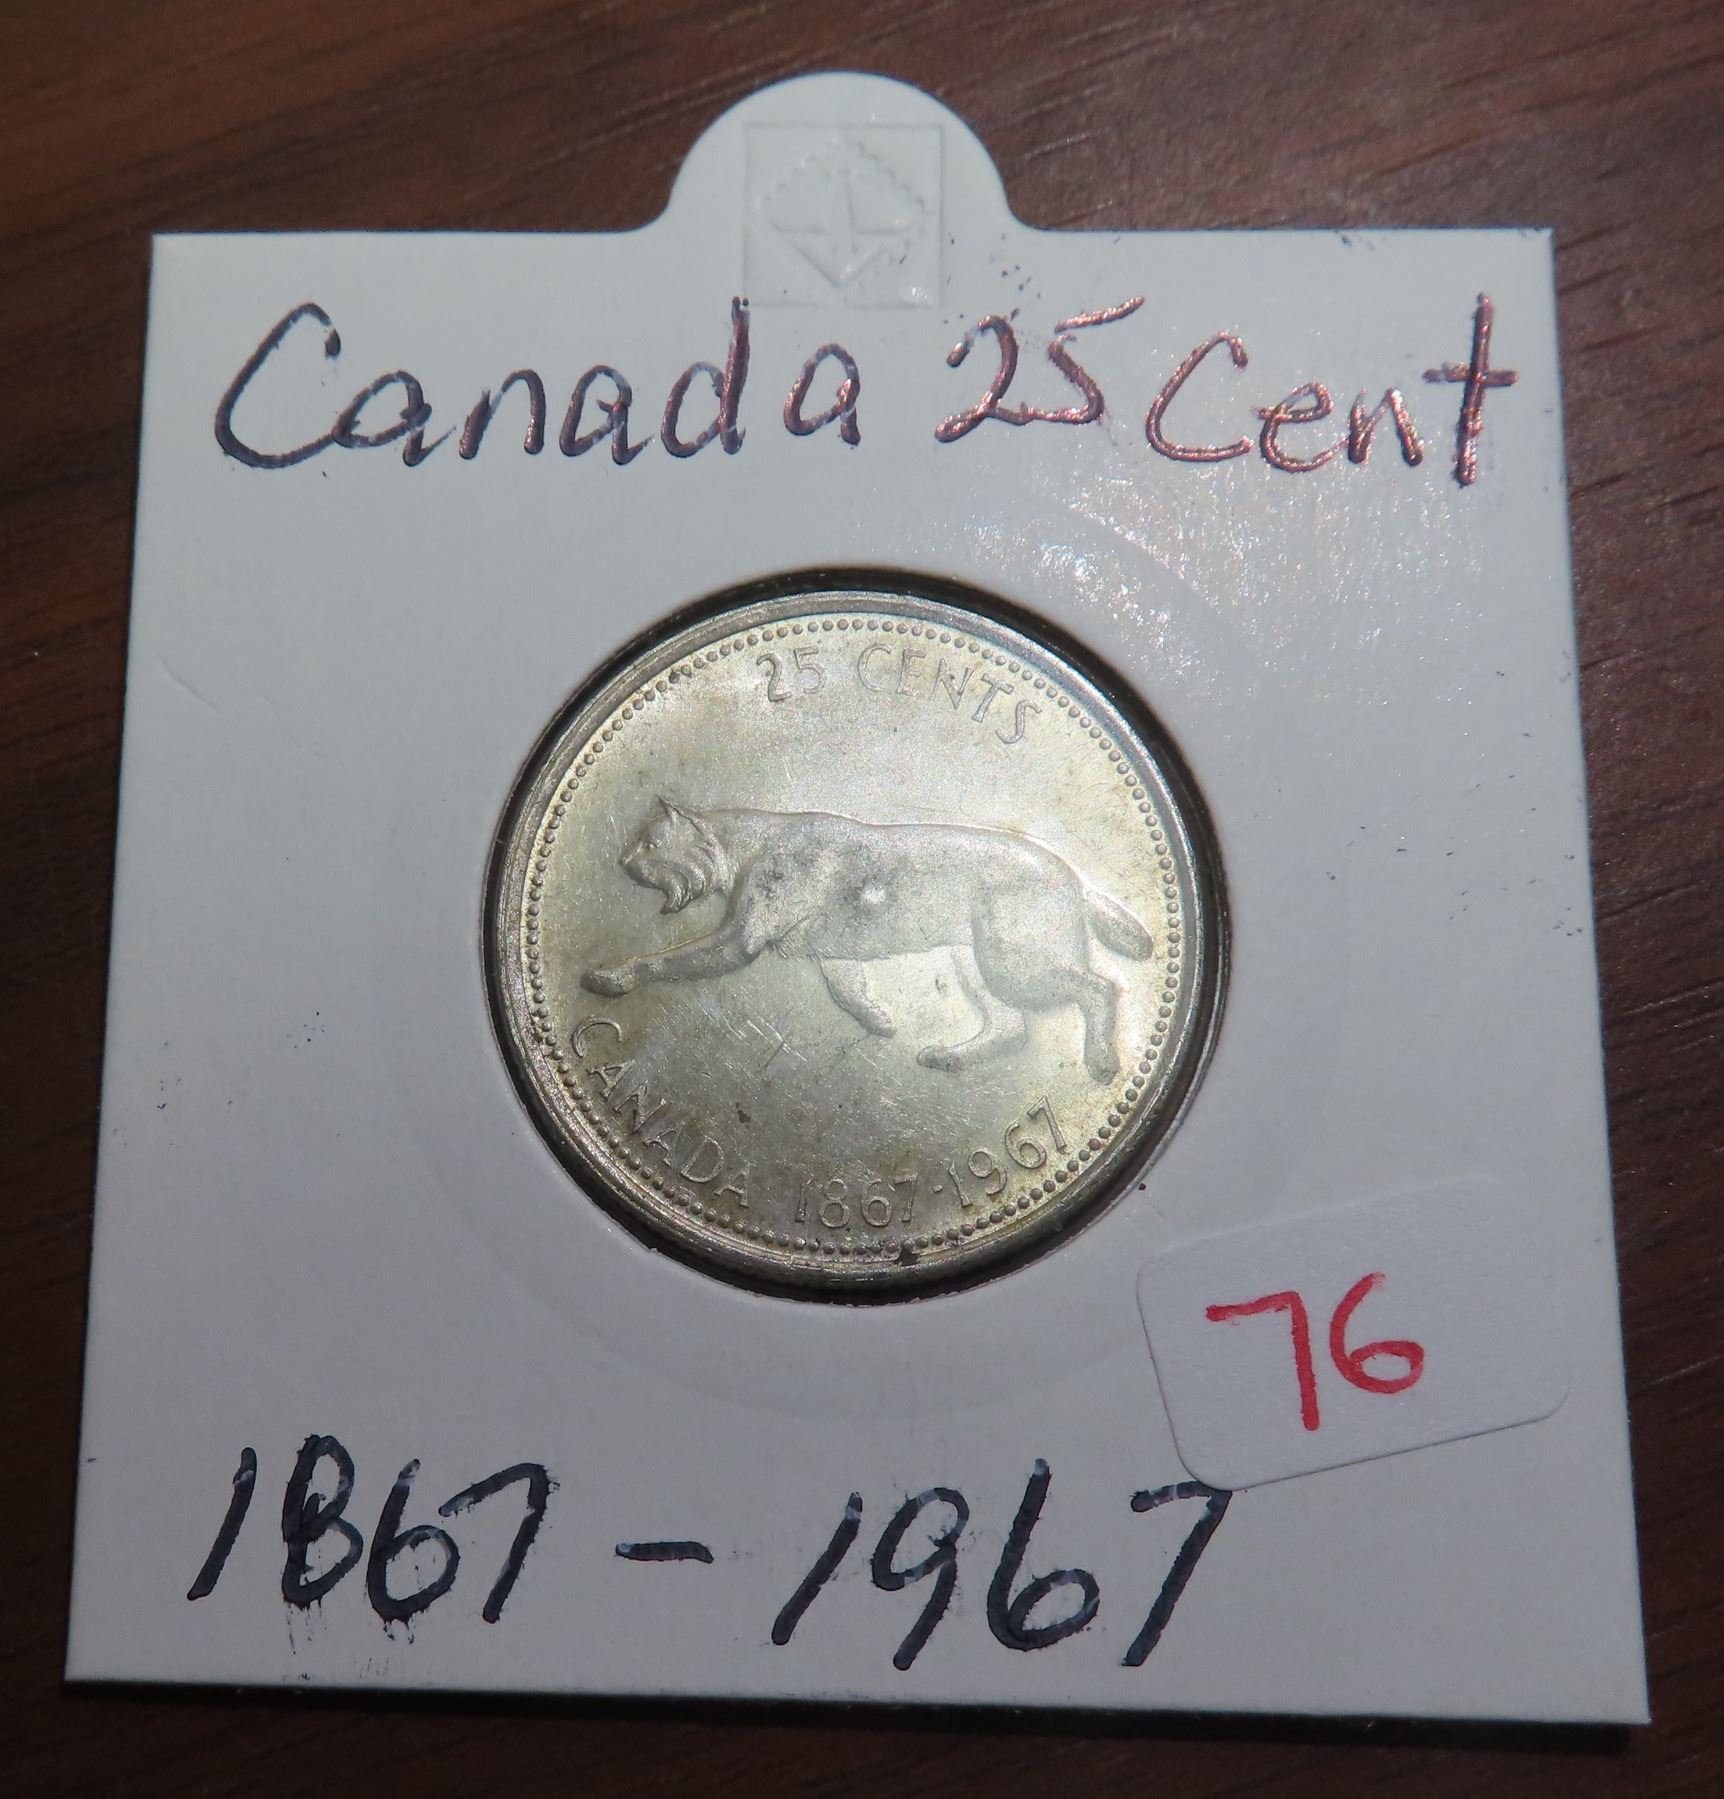 Canada 25 Cent
25 CENTS
CANADA 1867·1967
76
1867 - 1967